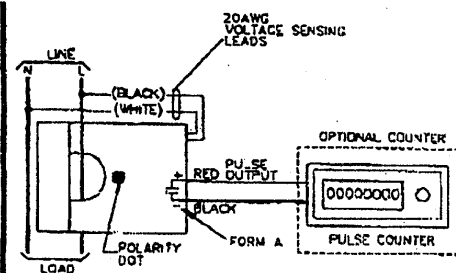 20AWG
VOLTAGE SENSING
LEADS
LINE
N L
(BLACK)
(WHITE)
OPTIONAL COUNTER
PULSE
RED OUTPUT
+
-
BLACK
00000000
FORM A
PULSE COUNTER
POLARITY
DOT
LOAD